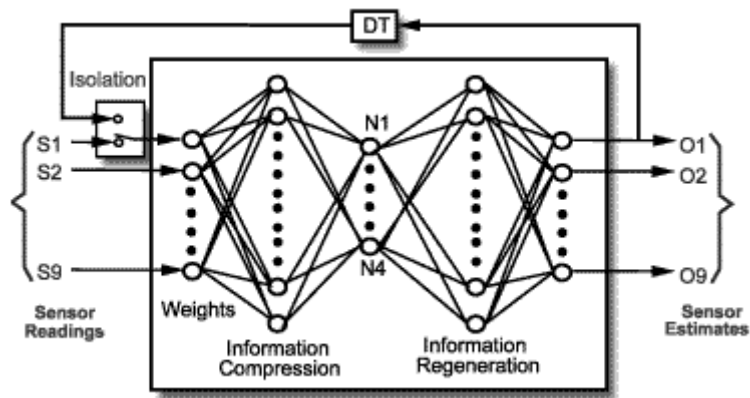 DT
Isolation
N1
S1
O1
S2
O2
N4
S9
O9
Weights
Sensor
Readings
Sensor
Estimates
Information
Compression
Information
Regeneration